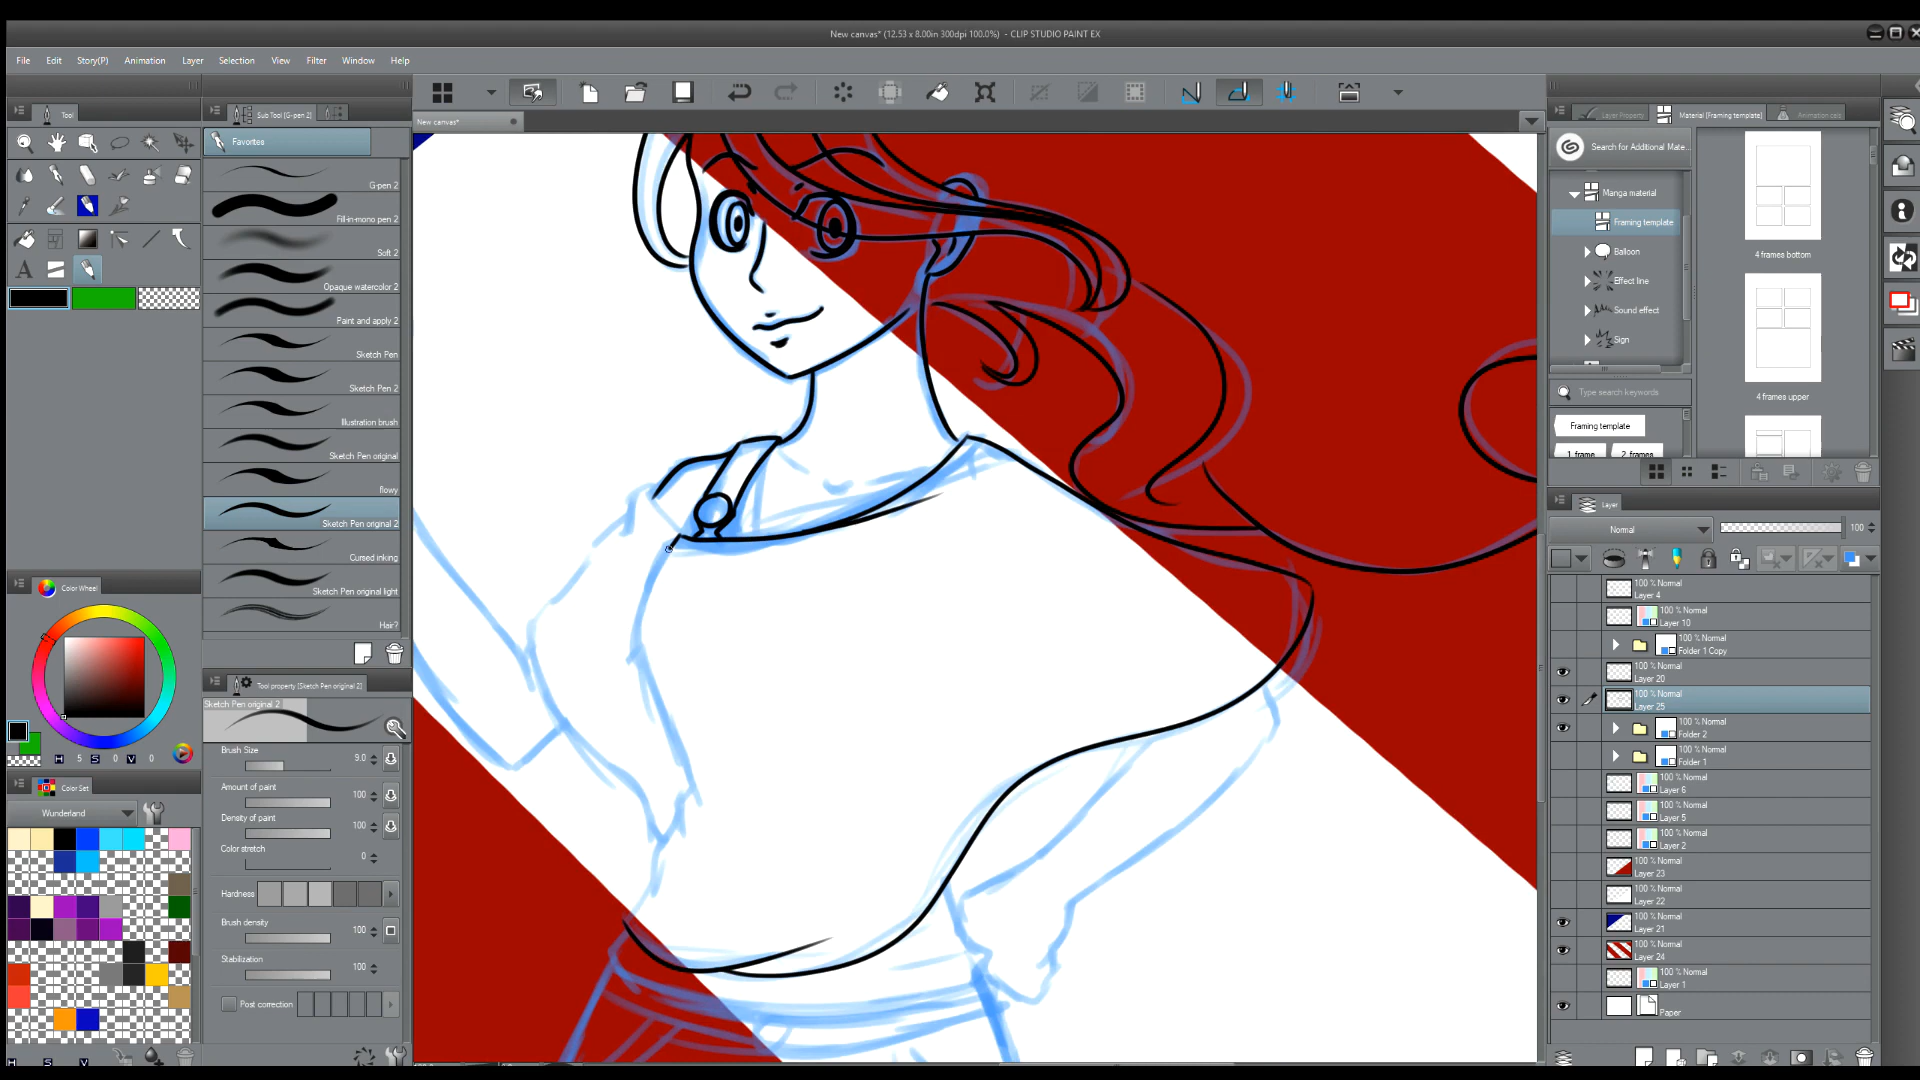 New canvas* (12.53 x 8.00in 300dpi 100.0%) - CLIP STUDIO PAINT EX
File Edit Story(P) Animation Layer Selection View Filter Window Help
Tool
Sub Tool [G-pen 2]
New canvas*
Favorites
G-pen 2
Fill-in-mono pen 2
Soft 2
Opaque watercolor 2
Paint and apply 2
Sketch Pen
Sketch Pen 2
Illustration brush
Sketch Pen original
flowy
Sketch Pen original 2
Cursed inking
Sketch Pen orignal light
Hair?
Color Wheel
H 5 S 0 V 0
Color Set
Wunderland
H S V
Tool property [Sketch Pen original 2]
Sketch Pen original 2
Brush Size 9.0
Amount of paint 100
Density of paint 100
Color stretch 0
Hardness
Brush density 100
Stabilization 100
Post correction
Layer Property
Material [Framing template]
Animation cels
Search for Additional Mate...
Manga material
Framing template
Balloon
Effect line
Sound effect
Sign
Type search keywords
Framing template
1 frame 2 frames
4 frames bottom
4 frames upper
Layer
Normal 100
100 % Normal
Layer 4
100 % Normal
Layer 10
100 % Normal
Folder 1 Copy
100 % Normal
Layer 20
100 % Normal
Layer 25
100 % Normal
Folder 2
100 % Normal
Folder 1
100 % Normal
Layer 6
100 % Normal
Layer 5
100 % Normal
Layer 2
100 % Normal
Layer 23
100 % Normal
Layer 22
100 % Normal
Layer 21
100 % Normal
Layer 24
100 % Normal
Layer 1
Paper